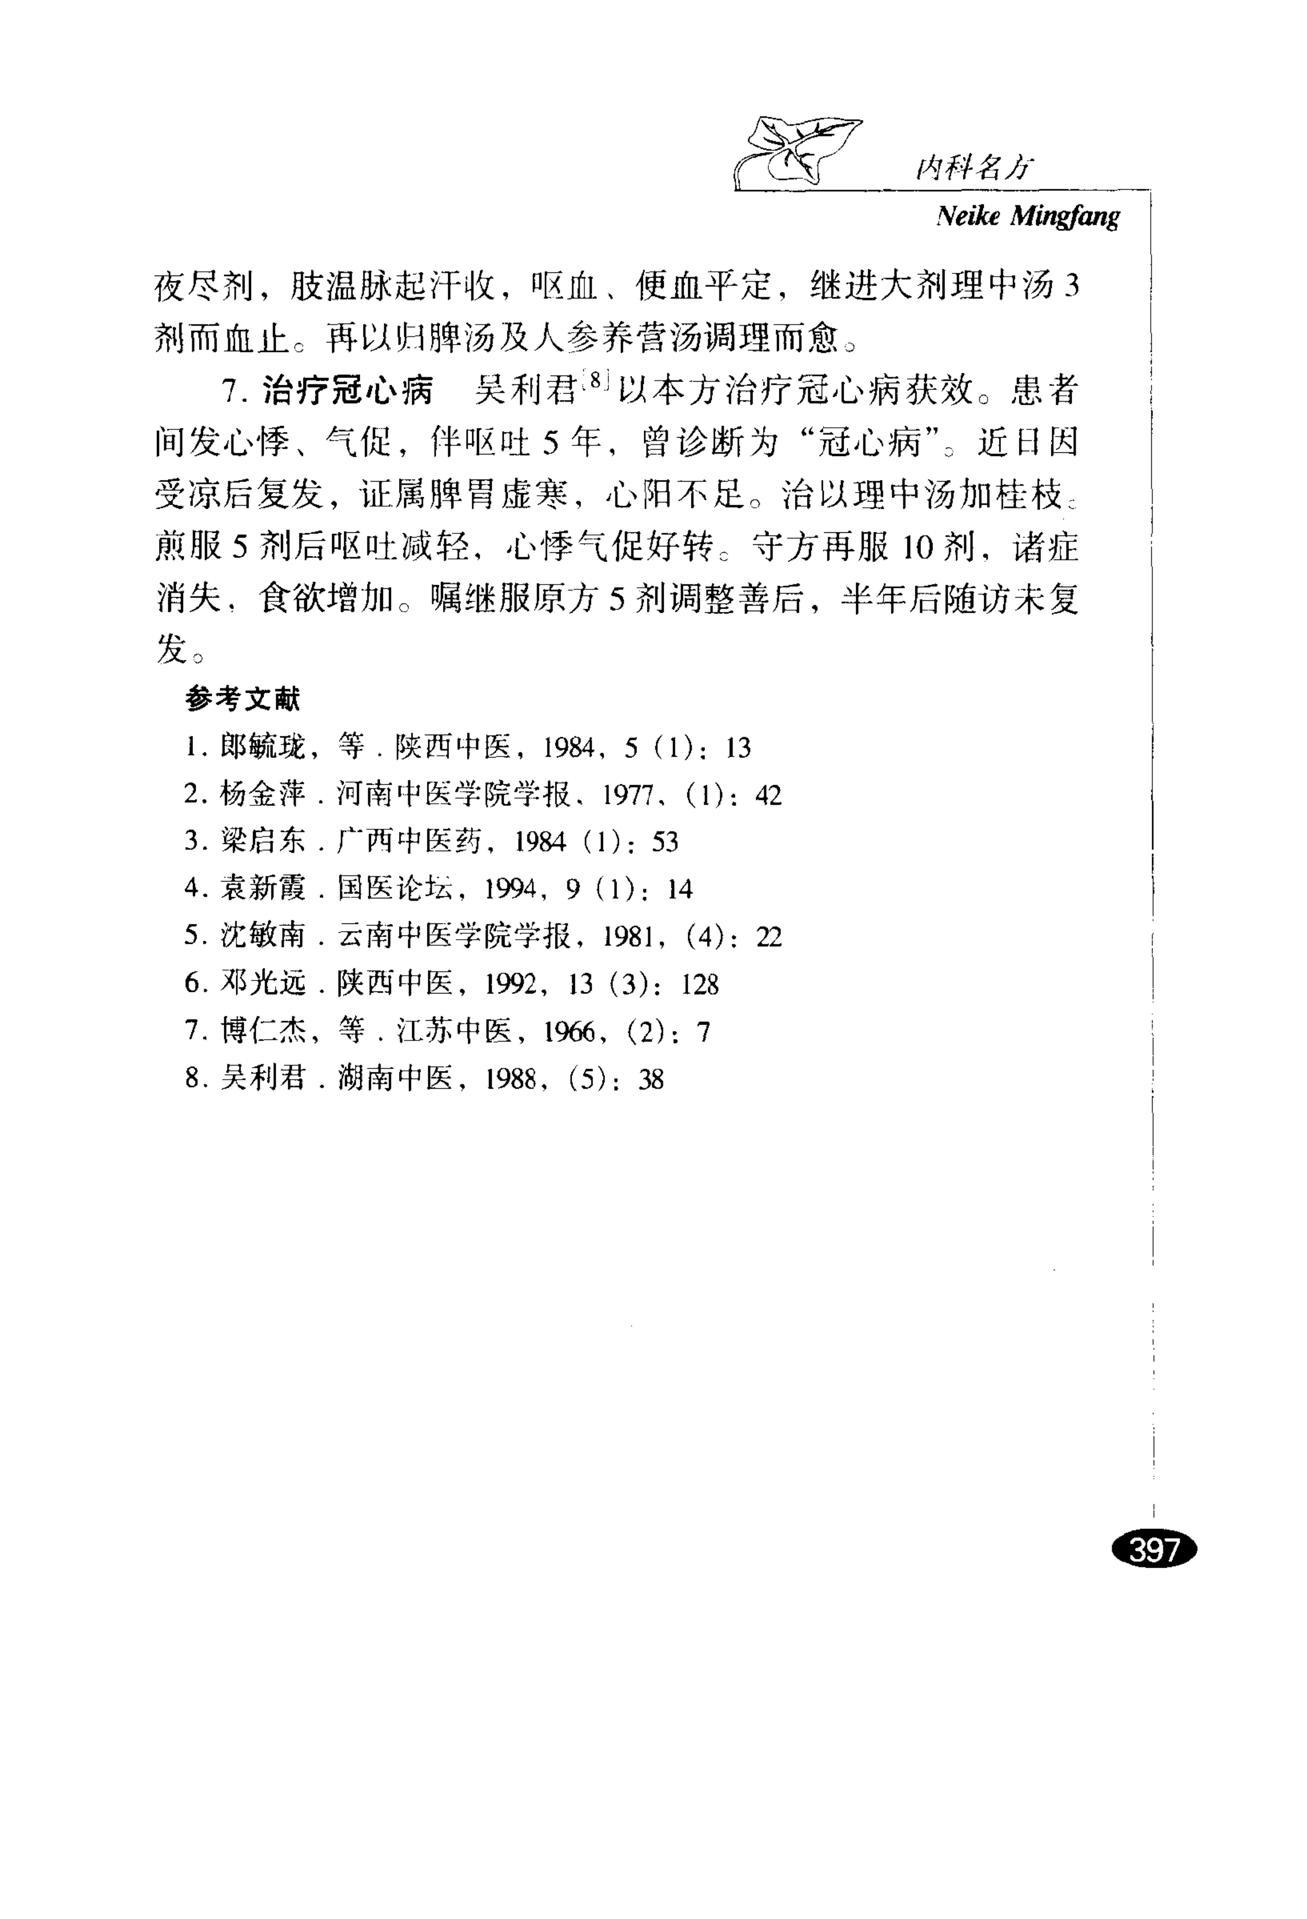 内科名方
Neike Mingfang
夜尽剂，肢温脉起汗收，呕血、便血平定，继进大剂理中汤 3
剂而血止。再以归脾汤及人参养营汤调理而愈。
7. 治疗冠心病 吴利君[8]以本方治疗冠心病获效。患者
间发心悸、气促，伴呕吐 5 年，曾诊断为“冠心病”。近日因
受凉后复发，证属脾胃虚寒，心阳不足。治以理中汤加桂枝。
煎服 5 剂后呕吐减轻，心悸气促好转。守方再服 10 剂，诸症
消失，食欲增加。嘱继服原方 5 剂调整善后，半年后随访未复
发。
参考文献
1. 郎毓珑，等．陕西中医，1984，5（1）：13
2. 杨金萍．河南中医学院学报，1977，（1）：42
3. 梁启东．广西中医药，1984（1）：53
4. 袁新霞．国医论坛，1994，9（1）：14
5. 沈敏南．云南中医学院学报，1981，（4）：22
6. 邓光远．陕西中医，1992，13（3）：128
7. 博仁杰，等．江苏中医，1966，（2）：7
8. 吴利君．湖南中医，1988，（5）：38
397